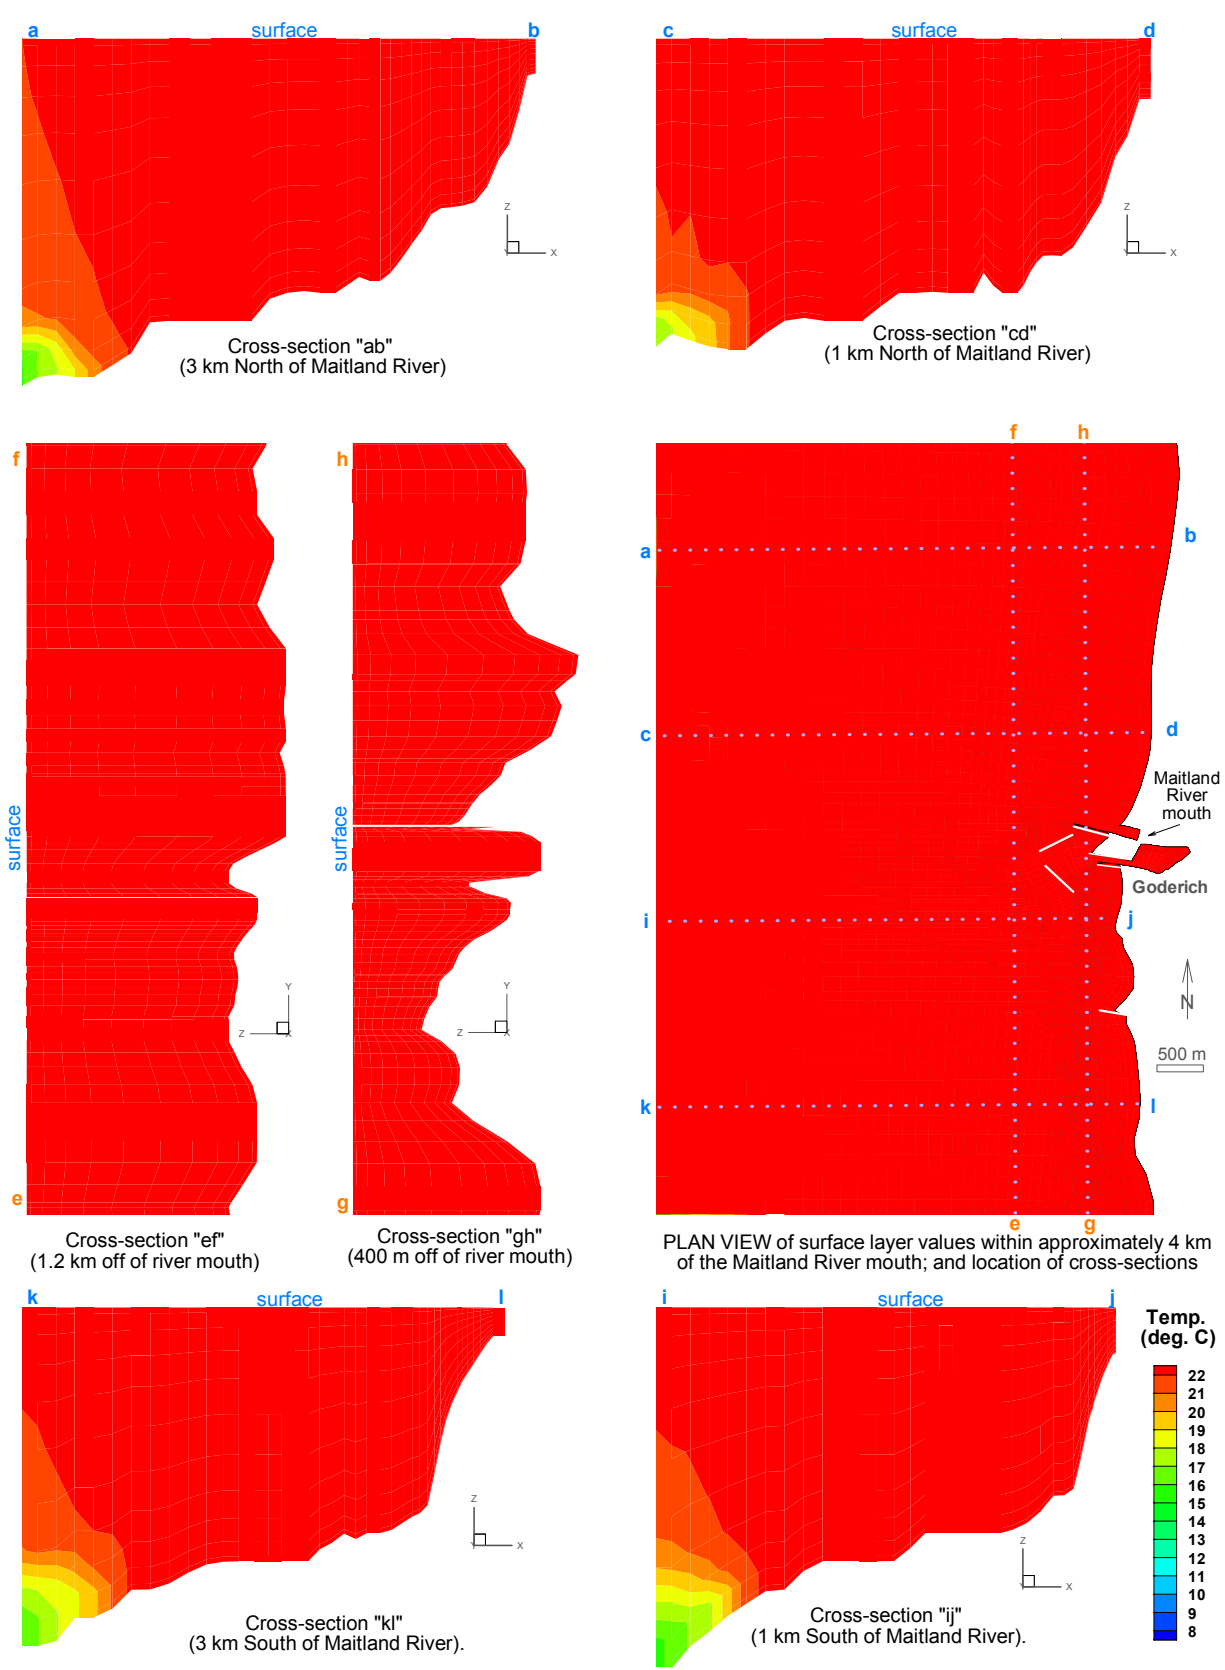 a surface b
c surface d
Z
X
Y
Z
X
Y
Cross-section "ab"
(3 km North of Maitland River)
Cross-section "cd"
(1 km North of Maitland River)
f
h
surface
surface
e
g
Y
Z
X
Y
Z
X
Cross-section "ef"
(1.2 km off of river mouth)
Cross-section "gh"
(400 m off of river mouth)
f h
a b
c d
Maitland
River
mouth
Goderich
i j
N
500 m
k l
e g
PLAN VIEW of surface layer values within approximately 4 km
of the Maitland River mouth; and location of cross-sections
k surface l
i surface j
Z
X
Y
Z
X
Y
Cross-section "kl"
(3 km South of Maitland River).
Cross-section "ij"
(1 km South of Maitland River).
Temp.
(deg. C)
22
21
20
19
18
17
16
15
14
13
12
11
10
9
8